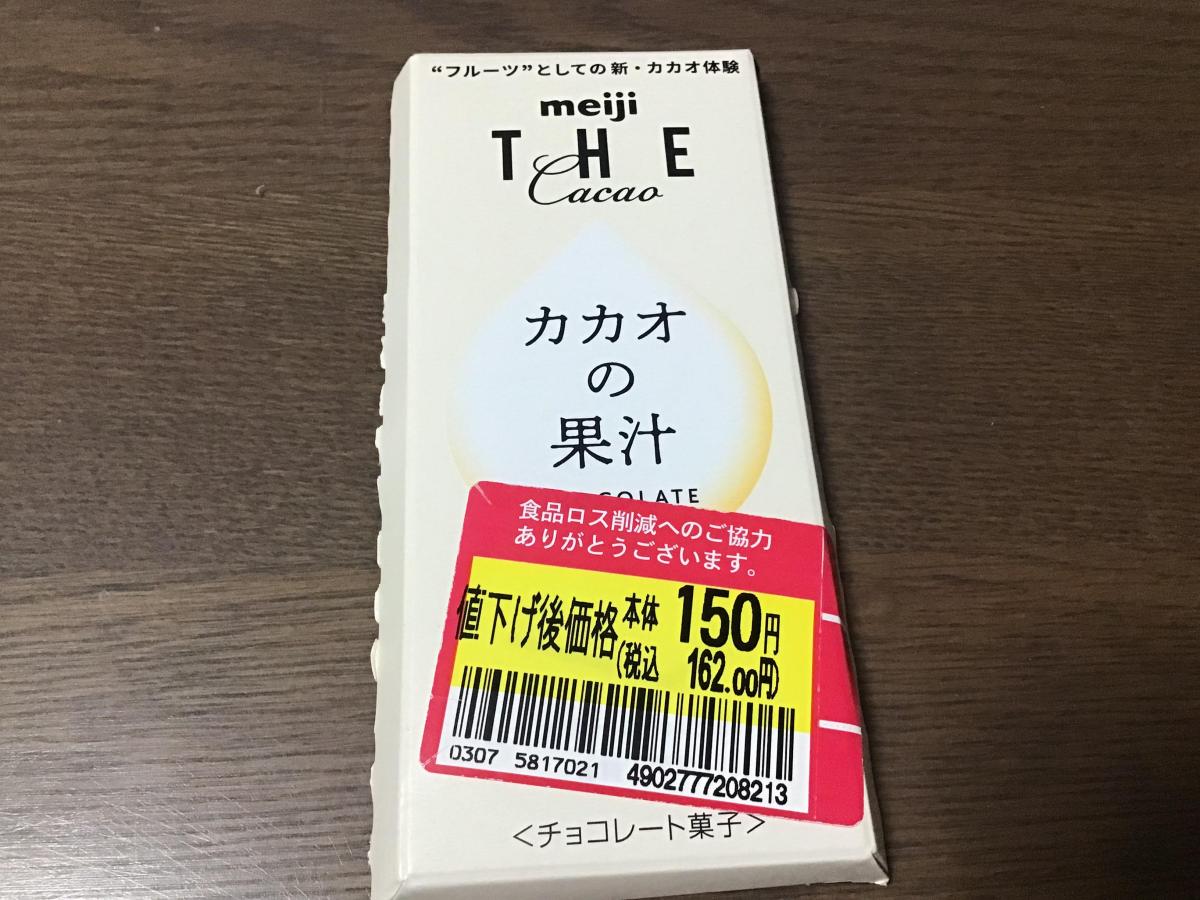 “フルーツ”としての新・カカオ体験
meiji
THE
Cacao
カカオ
の
果汁
食品ロス削減へのご協力
ありがとうございます。
値下げ後価格 本体 150円
(税込 162.00円)
0307 5817021 4902777208213
<チョコレート菓子>